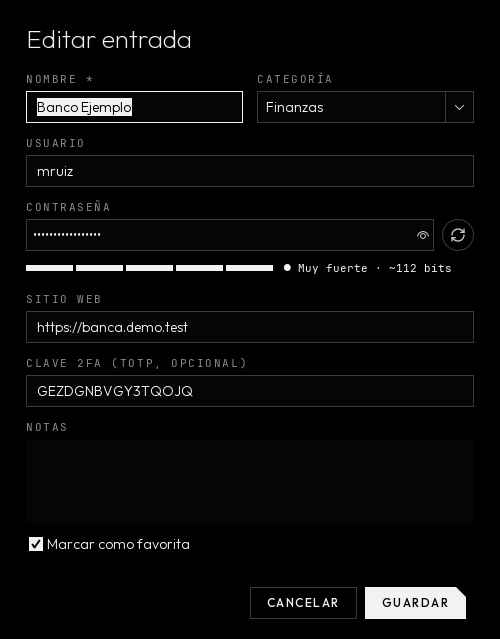 Editar entrada
NOMBRE * CATEGORÍA
Banco Ejemplo Finanzas
USUARIO
mruiz
CONTRASEÑA
•••••••••••••••••
Muy fuerte · ~112 bits
SITIO WEB
https://banca.demo.test
CLAVE 2FA (TOTP, OPCIONAL)
GEZDGNBVGY3TQOJQ
NOTAS
Marcar como favorita
CANCELAR GUARDAR